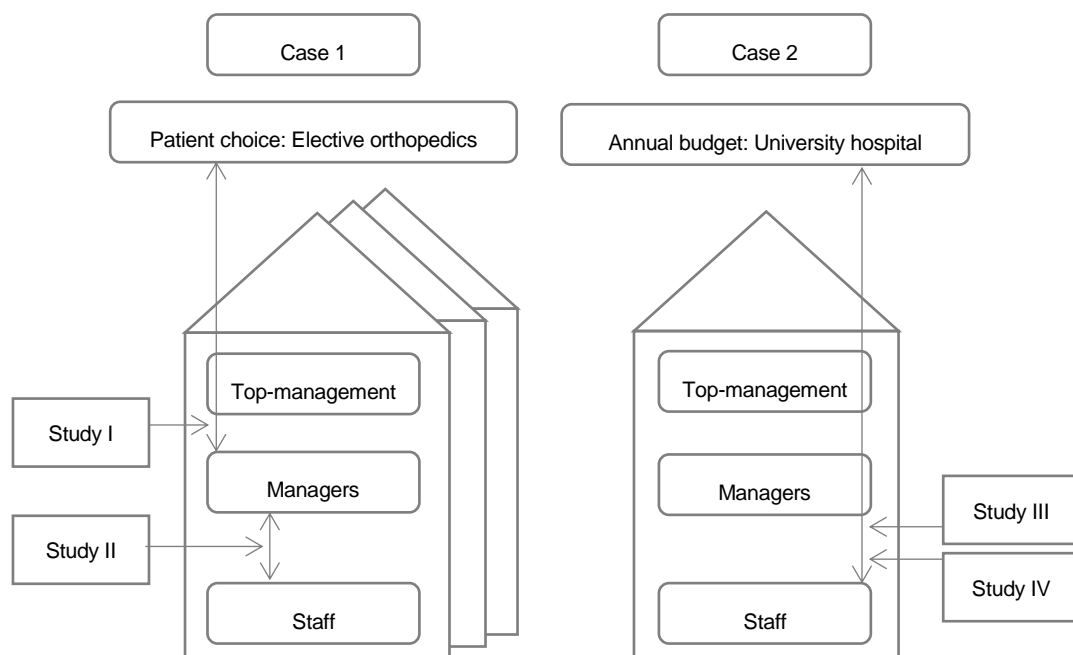 Case 1
Case 2
Patient choice: Elective orthopedics
Annual budget: University hospital
Top-management
Top-management
Study I
Managers
Managers
Study III
Study II
Study IV
Staff
Staff